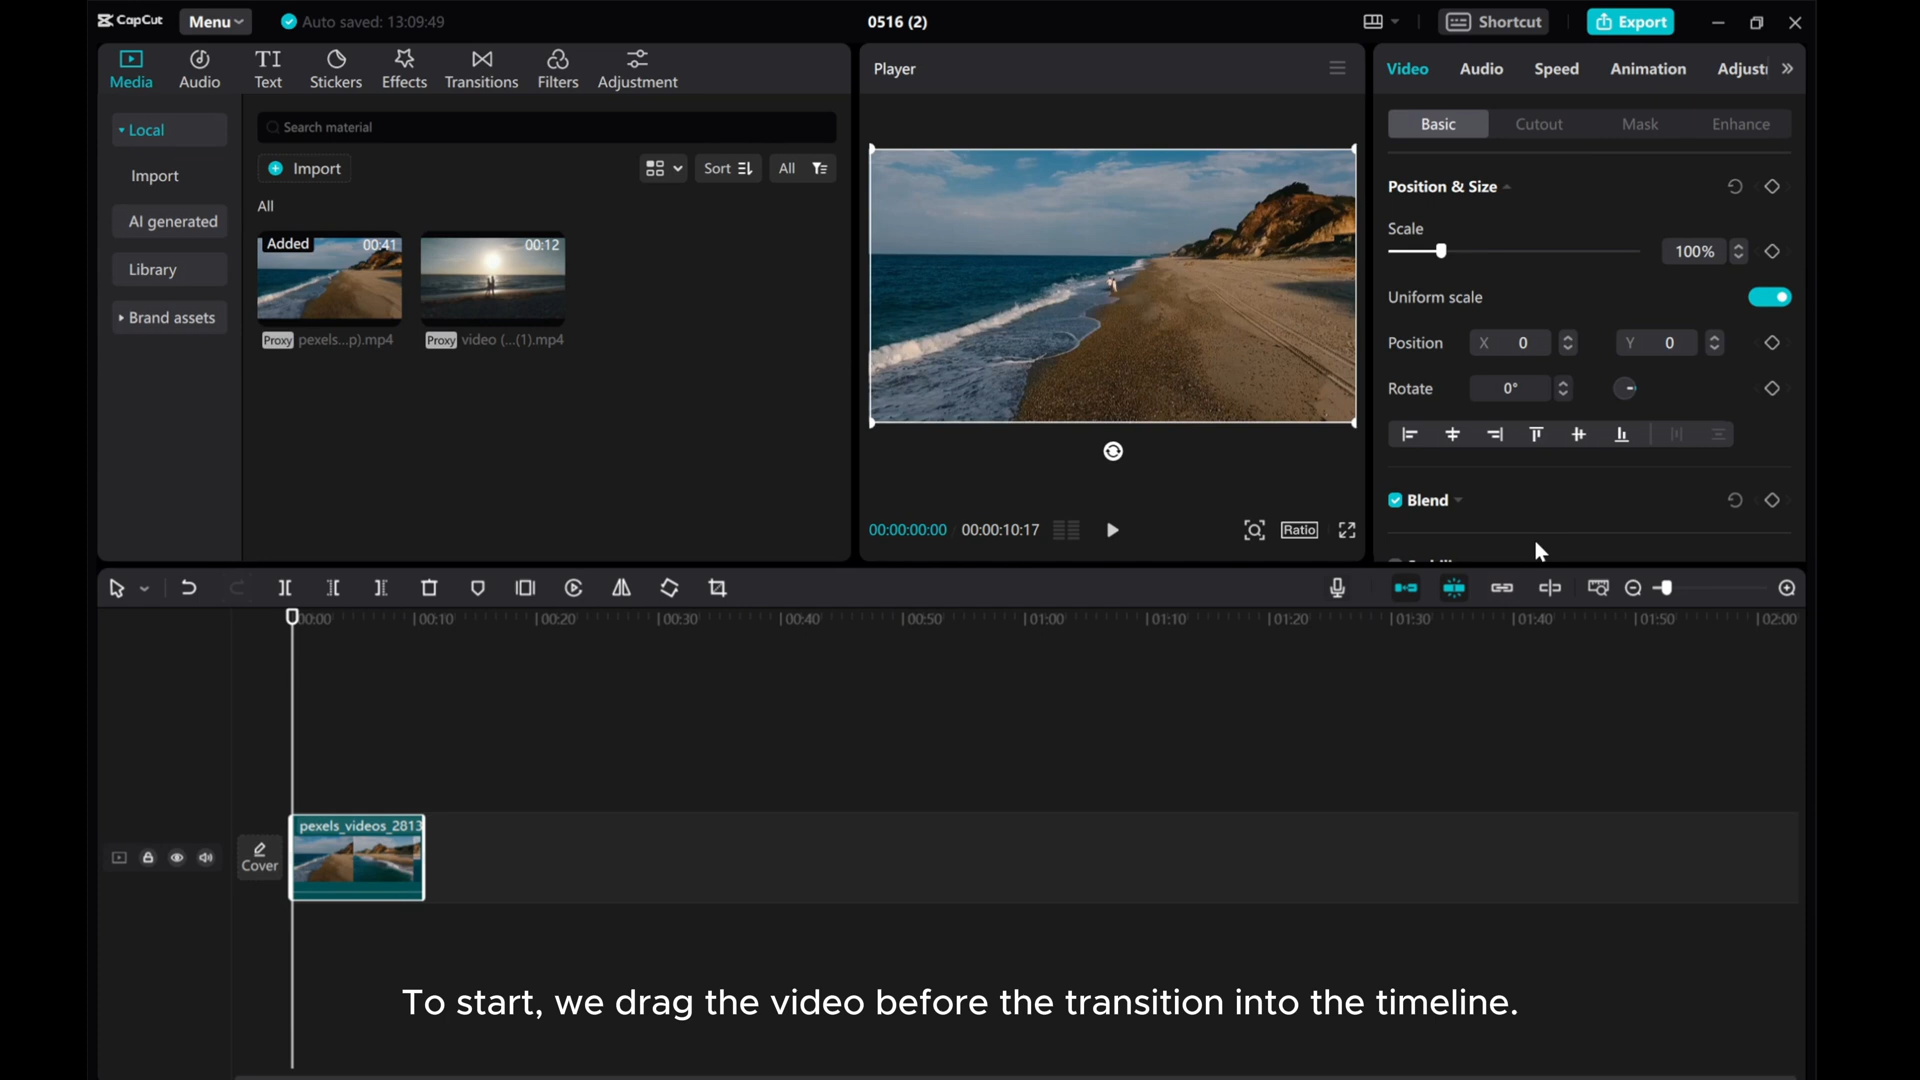 CapCut
Menu
Auto saved: 13:09:49
0516 (2)
Shortcut
Export
Media
Audio
Text
Stickers
Effects
Transitions
Filters
Adjustment
Local
Import
AI generated
Library
Brand assets
Search material
Import
Sort
All
All
Added
00:41
00:12
Proxy pexels...p).mp4
Proxy video (...(1).mp4
Player
00:00:00:00
00:00:10:17
Ratio
Video
Audio
Speed
Animation
Basic
Cutout
Mask
Enhance
Position & Size
Scale
100%
Uniform scale
Position X 0 Y 0
Rotate 0°
Blend
00:00 00:10 00:20 00:30 00:40 00:50 01:00 01:10 01:20 01:30 01:40 01:50 02:00
pexels_videos_2813
Cover
To start, we drag the video before the transition into the timeline.